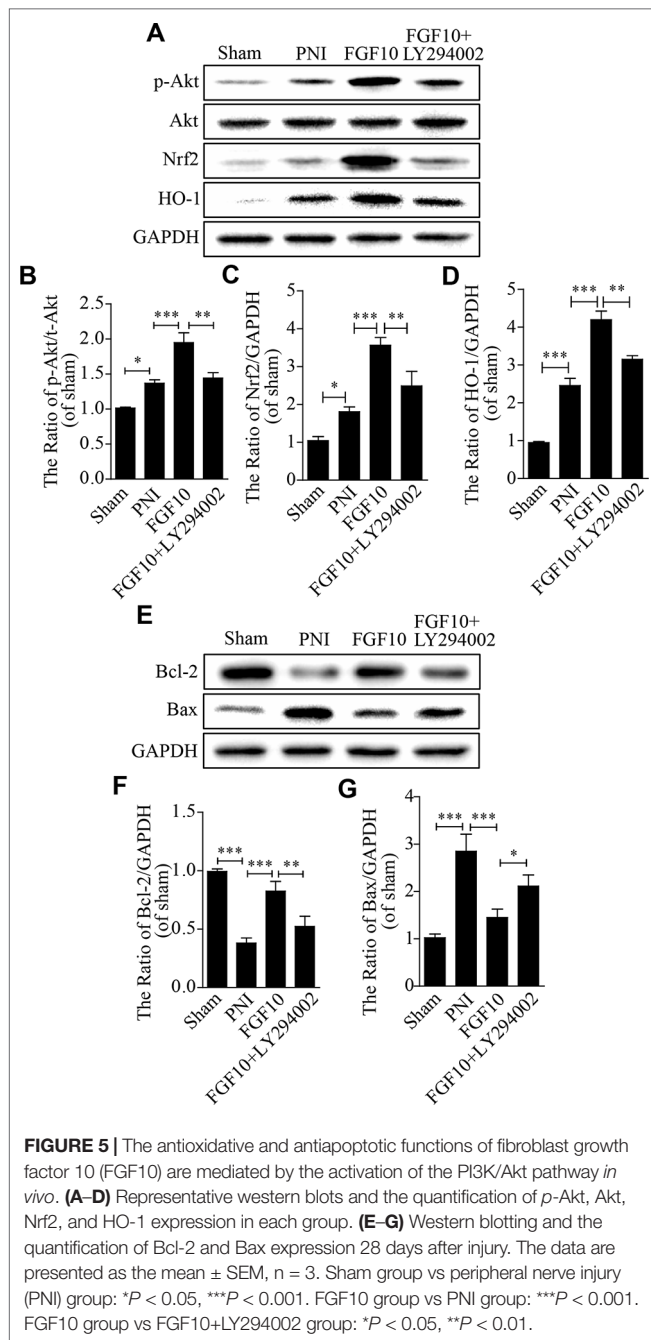 A
Sham PNI FGF10 FGF10+
LY294002
p-Akt
Akt
Nrf2
HO-1
GAPDH
B
The Ratio of p-Akt/t-Akt
(of sham)
2.5
2.0
1.5
1.0
0.5
0.0
* *** **
Sham
PNI
FGF10
FGF10+LY294002
C
The Ratio of Nrf2/GAPDH
(of sham)
5
4
3
2
1
0
* *** **
Sham
PNI
FGF10
FGF10+LY294002
D
The Ratio of HO-1/GAPDH
(of sham)
5
4
3
2
1
0
*** *** **
Sham
PNI
FGF10
FGF10+LY294002
E
Sham PNI FGF10 FGF10+
LY294002
Bcl-2
Bax
GAPDH
F
The Ratio of Bcl-2/GAPDH
(of sham)
1.5
1.0
0.5
0.0
*** *** **
Sham
PNI
FGF10
FGF10+LY294002
G
The Ratio of Bax/GAPDH
(of sham)
4
3
2
1
0
*** *** *
Sham
PNI
FGF10
FGF10+LY294002
FIGURE 5 | The antioxidative and antiapoptotic functions of fibroblast growth
factor 10 (FGF10) are mediated by the activation of the PI3K/Akt pathway in
vivo. (A–D) Representative western blots and the quantification of p-Akt, Akt,
Nrf2, and HO-1 expression in each group. (E–G) Western blotting and the
quantification of Bcl-2 and Bax expression 28 days after injury. The data are
presented as the mean ± SEM, n = 3. Sham group vs peripheral nerve injury
(PNI) group: *P < 0.05, ***P < 0.001. FGF10 group vs PNI group: ***P < 0.001.
FGF10 group vs FGF10+LY294002 group: *P < 0.05, **P < 0.01.